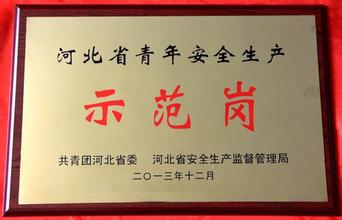 河北省青年安全生产
示范岗
共青团河北省委 河北省安全生产监督管理局
二〇一三年十二月